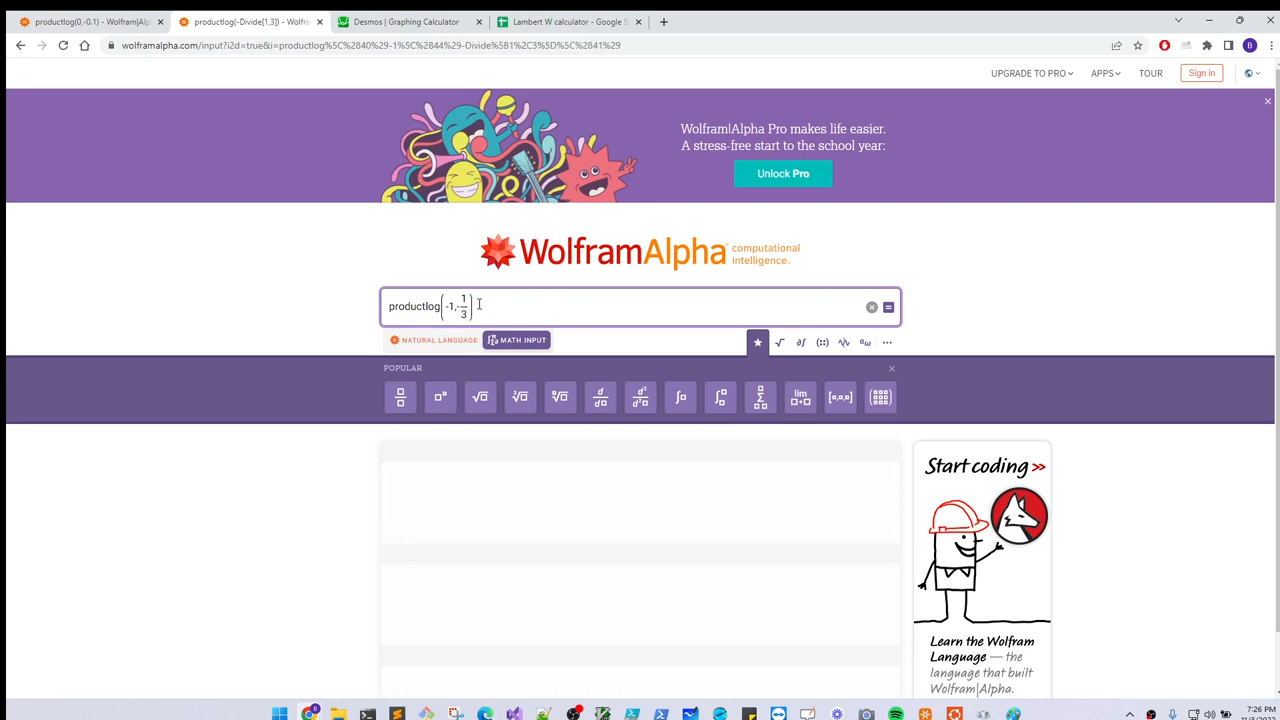 productlog(0,-0.1) - Wolfram|Al
productlog(-Divide[1,3]) - Wolfra
Desmos | Graphing Calculator
Lambert W calculator - Google S
wolframalpha.com/input?i2d=true&i=productlog%5C%2840%29-1%5C%2844%29-Divide%5B1%2C3%5D%5C%2841%29
B
UPGRADE TO PRO
APPS
TOUR
Sign in
Wolfram|Alpha Pro makes life easier.
A stress-free start to the school year:
Unlock Pro
WolframAlpha computational intelligence.
productlog(-1,-1/3)
NATURAL LANGUAGE
MATH INPUT
POPULAR
d/d□
d²/d□²
lim
Start coding >>
Learn the Wolfram
Language — the
language that built
Wolfram|Alpha.
7:26 PM